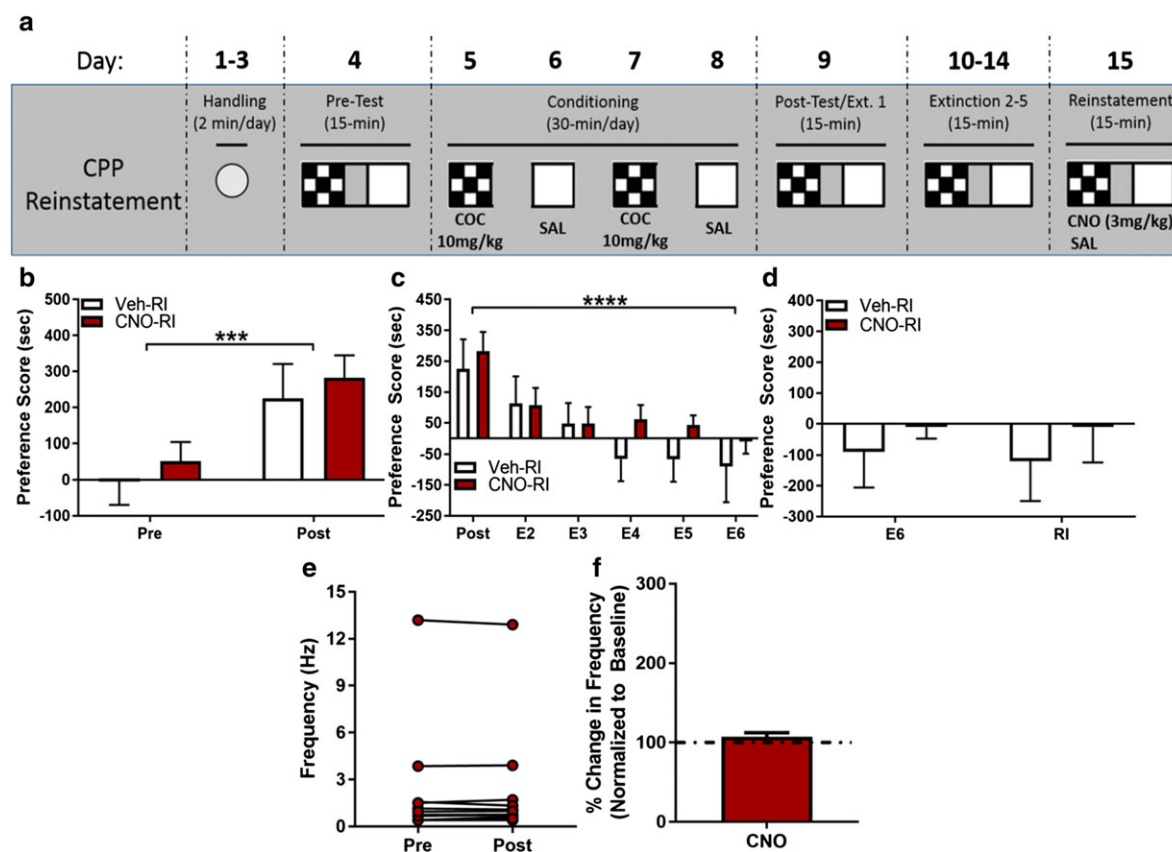 a
Day: 1-3 4 5 6 7 8 9 10-14 15
Handling Pre-Test Conditioning Post-Test/Ext. 1 Extinction 2-5 Reinstatement
(2 min/day) (15-min) (30-min/day) (15-min) (15-min) (15-min)
CPP
Reinstatement
COC SAL COC SAL CNO (3mg/kg)
10mg/kg 10mg/kg SAL
b
Preference Score (sec)
500
400
300
200
100
0
-100
Veh-RI
CNO-RI
***
Pre Post
c
Preference Score (sec)
450
350
250
150
50
-50
-150
-250
****
Veh-RI
CNO-RI
Post E2 E3 E4 E5 E6
d
Preference Score (sec)
400
300
200
100
0
-100
-200
-300
Veh-RI
CNO-RI
E6 RI
e
Frequency (Hz)
15
12
9
6
3
0
Pre Post
f
% Change in Frequency
(Normalized to Baseline)
300
200
100
0
CNO